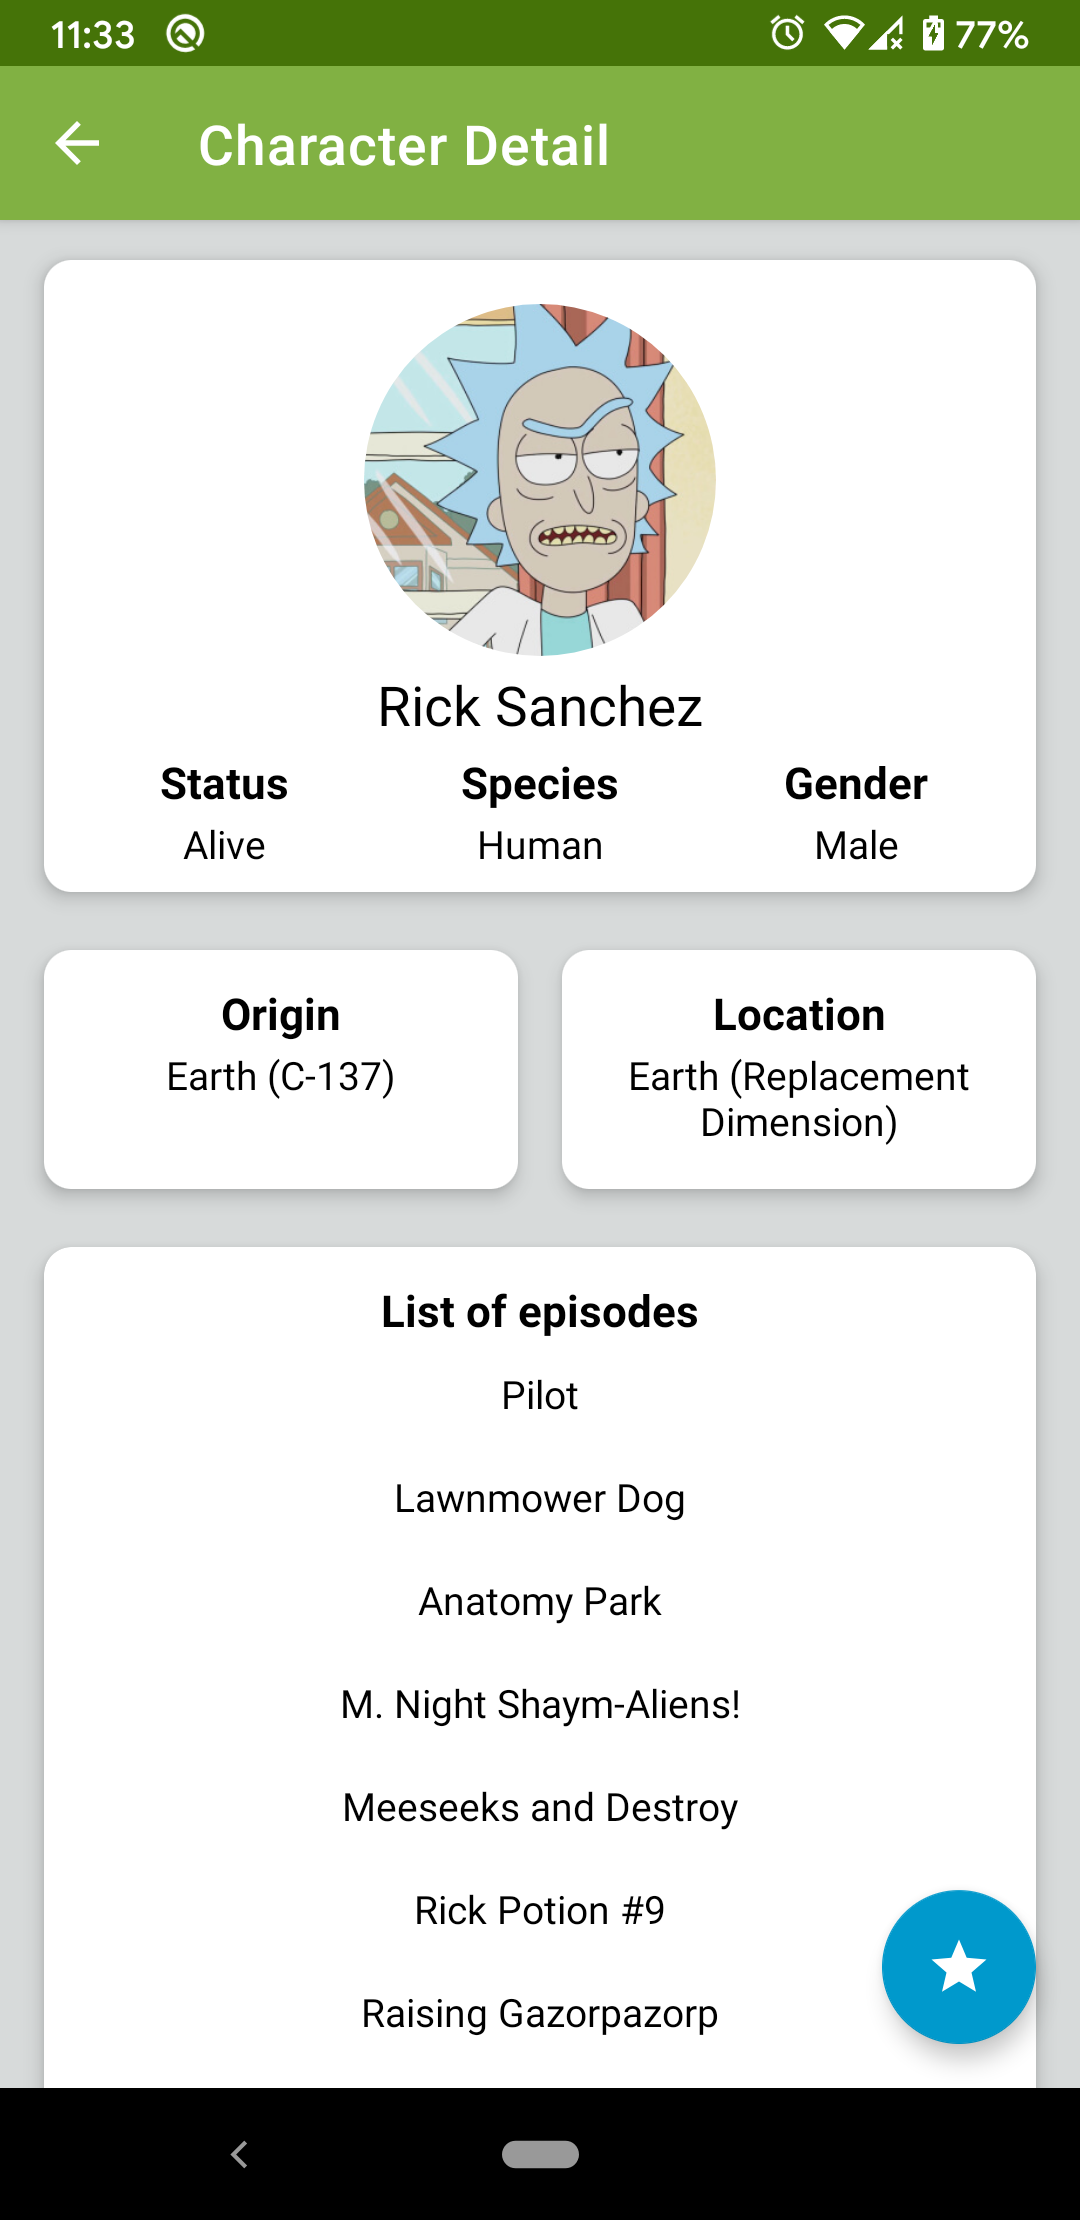 11:33
77%
Character Detail
Rick Sanchez
Status Species Gender
Alive Human Male
Origin
Earth (C-137)
Location
Earth (Replacement
Dimension)
List of episodes
Pilot
Lawnmower Dog
Anatomy Park
M. Night Shaym-Aliens!
Meeseeks and Destroy
Rick Potion #9
Raising Gazorpazorp